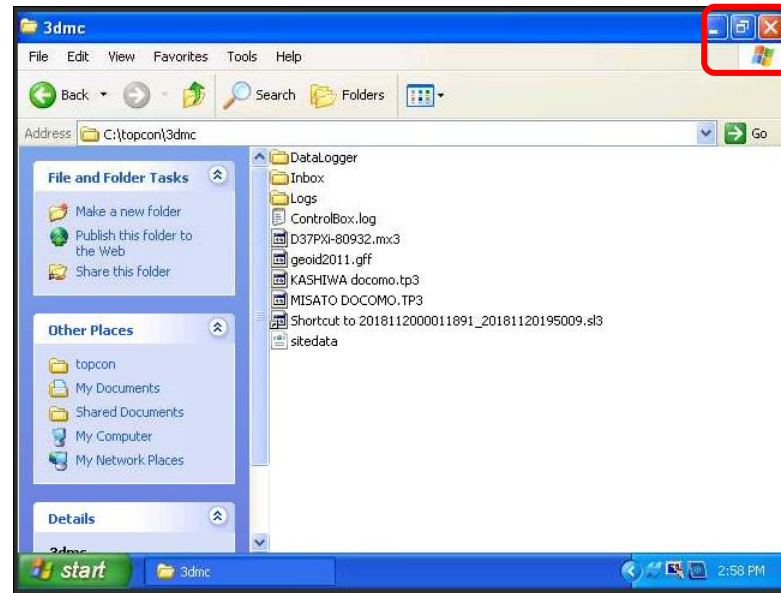 3dmc
File Edit View Favorites Tools Help
Back Search Folders
Address C:\topcon\3dmc Go
File and Folder Tasks
Make a new folder
Publish this folder to
the Web
Share this folder
Other Places
topcon
My Documents
Shared Documents
My Computer
My Network Places
Details
3dmc
DataLogger
Inbox
Logs
ControlBox.log
D37PXi-80932.mx3
geoid2011.gff
KASHIWA docomo.tp3
MISATO DOCOMO.TP3
Shortcut to 2018112000011891_20181120195009.sl3
sitedata
start 3dmc 2:58 PM